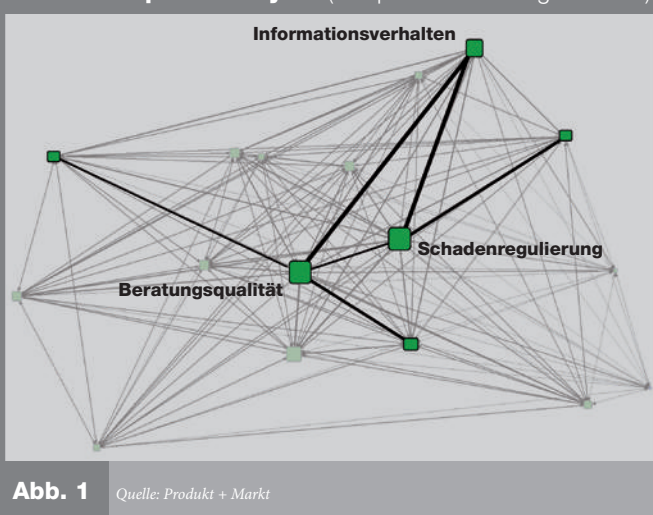 Informationsverhalten
Schadenregulierung
Beratungsqualität
Abb. 1 Quelle: Produkt + Markt